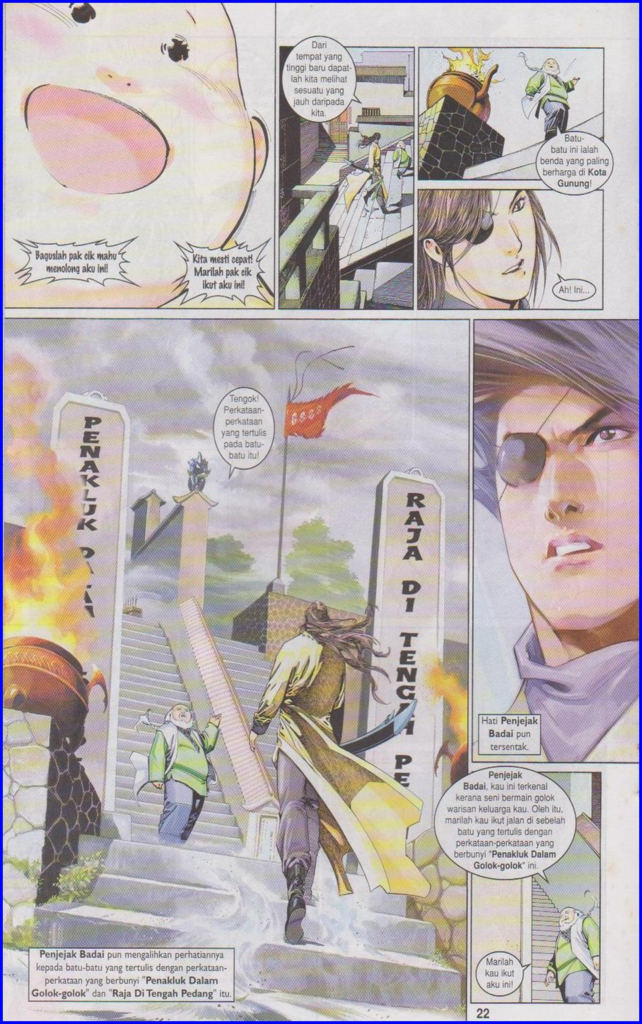 Baguslah pak cik mahu
menolong aku ini!
Kita mesti cepat!
Marilah pak cik
ikut aku ini!
Dari
tempat yang
tinggi baru dapat-
lah kita melihat
sesuatu yang
jauh daripada
kita.
Batu-
batu ini ialah
benda yang paling
berharga di Kota
Gunung!
Ah! Ini...
Tengok!
Perkataan-
perkataan
yang tertulis
pada batu-
batu itu!
PENAKLUK
RAJA DI
Penjejak Badai pun mengalihkan perhatiannya
kepada batu-batu yang tertulis dengan perkataan-
perkataan yang berbunyi "Penakluk Dalam
Golok-golok" dan "Raja Di Tengah Pedang" itu.
Hati Penjejak
Badai pun
tersentak.
Penjejak
Badai, kau ini terkenal
kerana seni bermain golok
warisan keluarga kau. Oleh itu,
marilah kau ikut jalan di sebelah
batu yang tertulis dengan
perkataan-perkataan yang
berbunyi "Penakluk Dalam
Golok-golok" ini.
Marilah
kau ikut
aku ini!
22